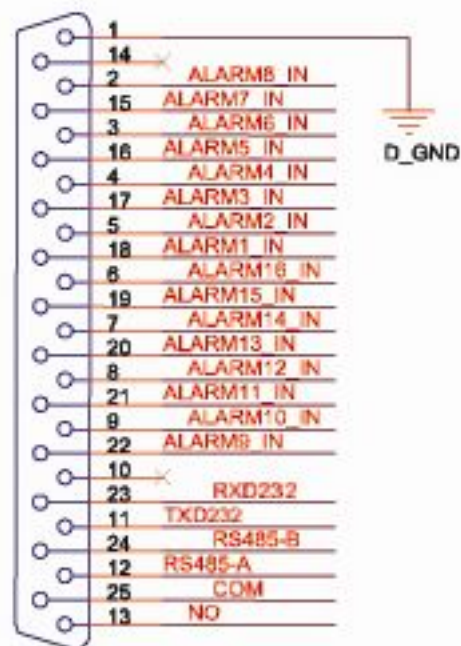 1
14
2 ALARM8_IN
15 ALARM7_IN
3 ALARM6_IN
16 ALARM5_IN
4 ALARM4_IN
17 ALARM3_IN
5 ALARM2_IN
18 ALARM1_IN
6 ALARM16_IN
19 ALARM15_IN
7 ALARM14_IN
20 ALARM13_IN
8 ALARM12_IN
21 ALARM11_IN
9 ALARM10_IN
22 ALARM9_IN
10
23 RXD232
11 TXD232
24 RS485-B
12 RS485-A
25 COM
13 NO
D_GND